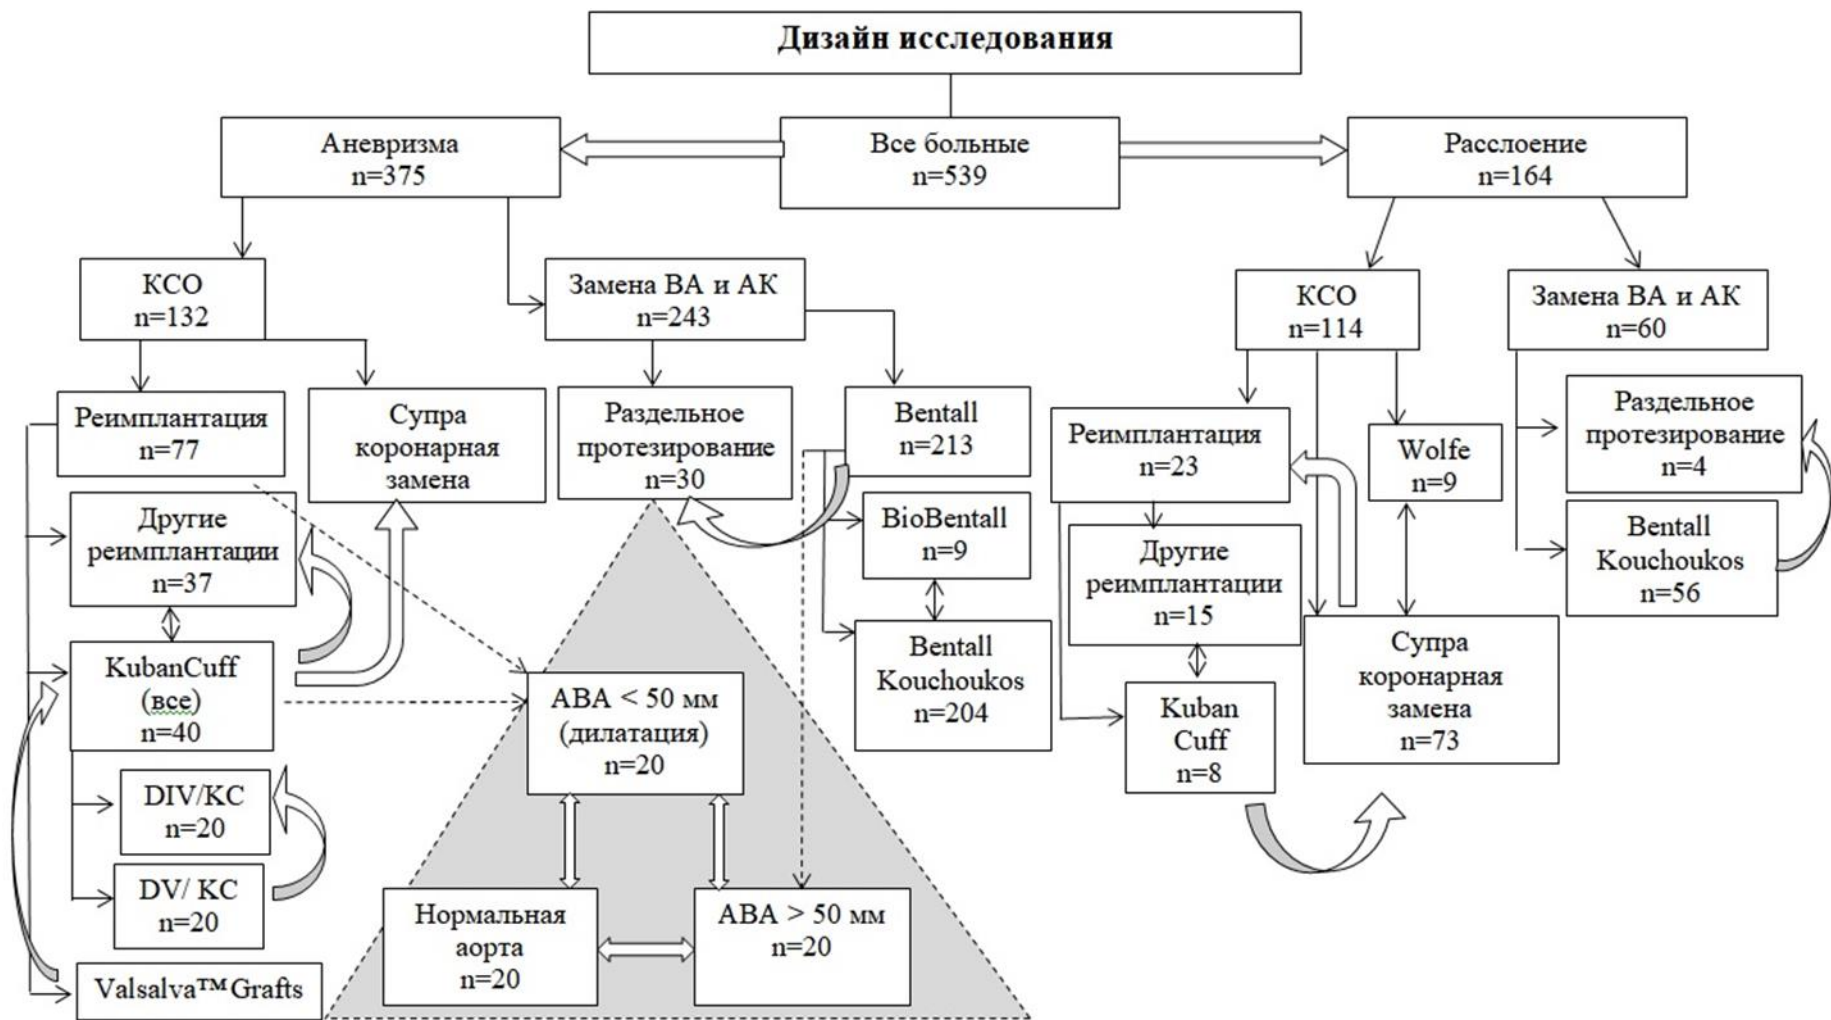 Дизайн исследования
Аневризма
n=375
Все больные
n=539
Расслоение
n=164
КСО
n=132
Замена ВА и АК
n=243
КСО
n=114
Замена ВА и АК
n=60
Реимплантация
n=77
Супра
коронарная
замена
Раздельное
протезирование
n=30
Bentall
n=213
Реимплантация
n=23
Wolfe
n=9
Раздельное
протезирование
n=4
Другие
реимплантации
n=37
BioBentall
n=9
Другие
реимплантации
n=15
Bentall
Kouchoukos
n=56
KubanCuff
(все)
n=40
АВА < 50 мм
(дилатация)
n=20
Bentall
Kouchoukos
n=204
Kuban
Cuff
n=8
Супра
коронарная
замена
n=73
DIV/KC
n=20
DV/ KC
n=20
Нормальная
аорта
n=20
АВА > 50 мм
n=20
Valsalva™Grafts